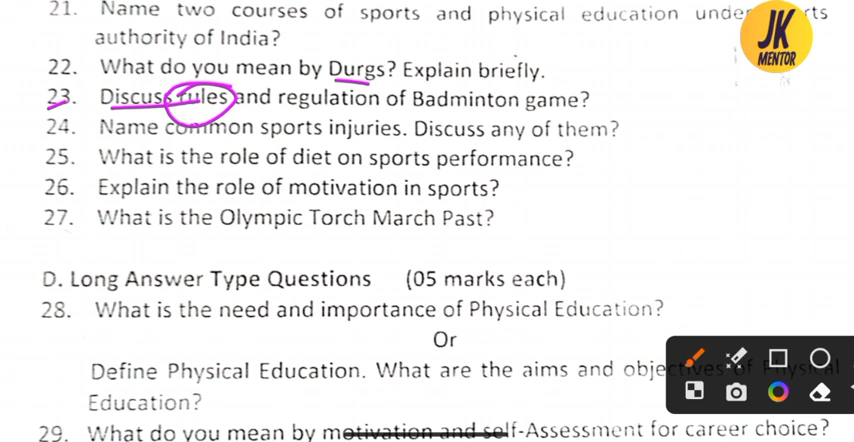 21. Name two courses of sports and physical education under rts
authority of India?
JK
MENTOR
22. What do you mean by Durgs? Explain briefly.
23. Discuss rules and regulation of Badminton game?
24. Name common sports injuries. Discuss any of them?
25. What is the role of diet on sports performance?
26. Explain the role of motivation in sports?
27. What is the Olympic Torch March Past?
D. Long Answer Type Questions (05 marks each)
28. What is the need and importance of Physical Education?
Or
Define Physical Education. What are the aims and objectives of Physical
Education?
29. What do you mean by motivation and self-Assessment for career choice?